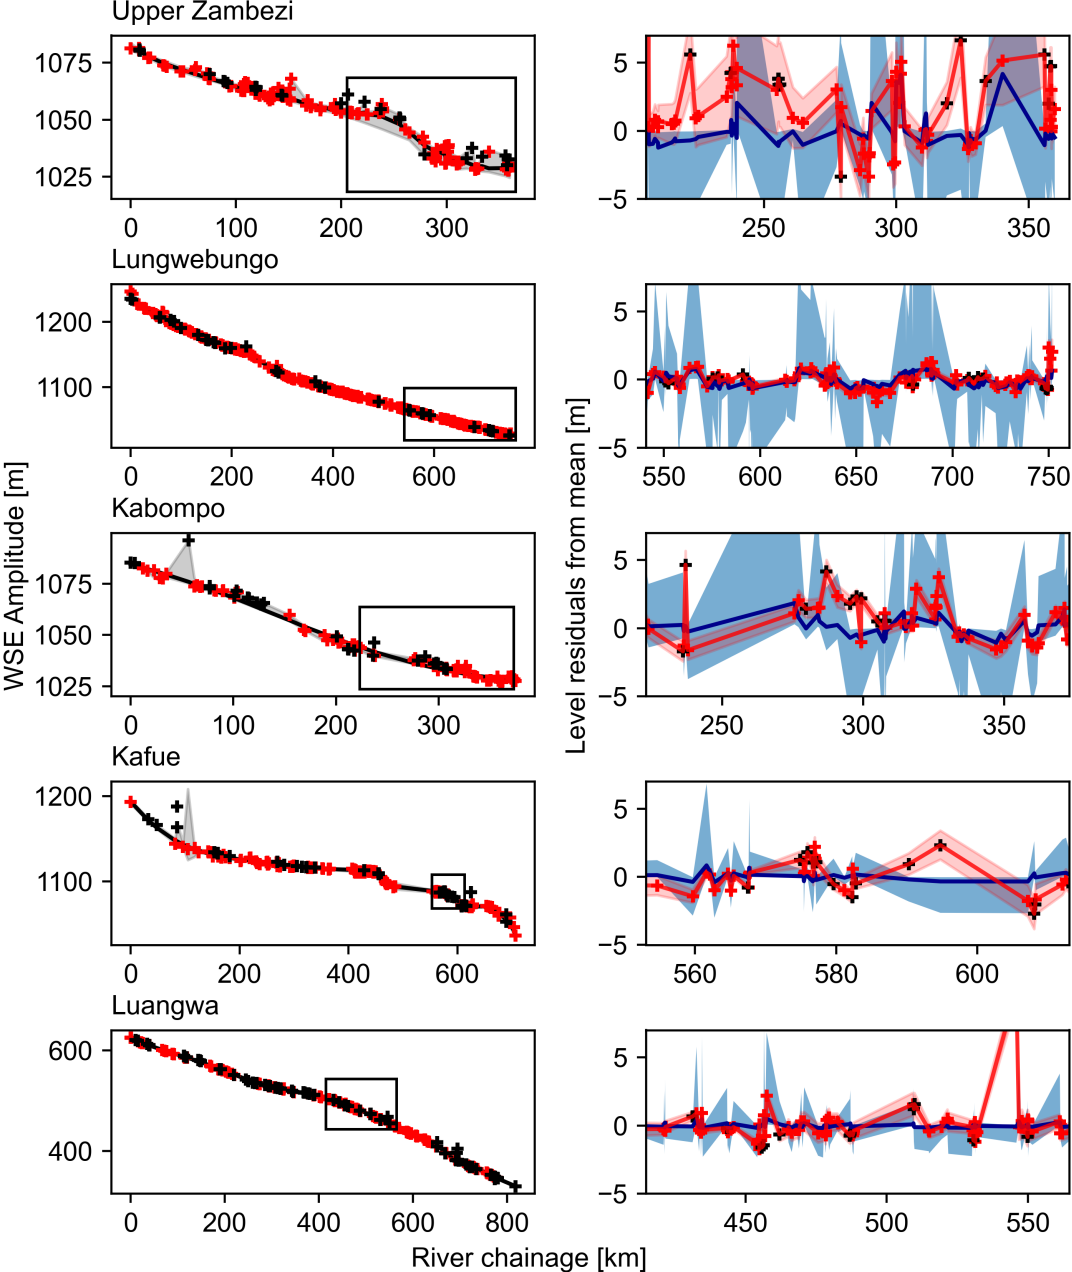 Upper Zambezi
1075
1050
1025
0 100 200 300
5
0
−5
250 300 350
Lungwebungo
1200
1100
0 200 400 600
5
0
−5
550 600 650 700 750
Kabompo
1075
1050
1025
0 100 200 300
5
0
−5
250 300 350
Kafue
1200
1100
0 200 400 600
5
0
−5
560 580 600
Luangwa
600
400
0 200 400 600 800
5
0
−5
450 500 550
WSE Amplitude [m]
Level residuals from mean [m]
River chainage [km]